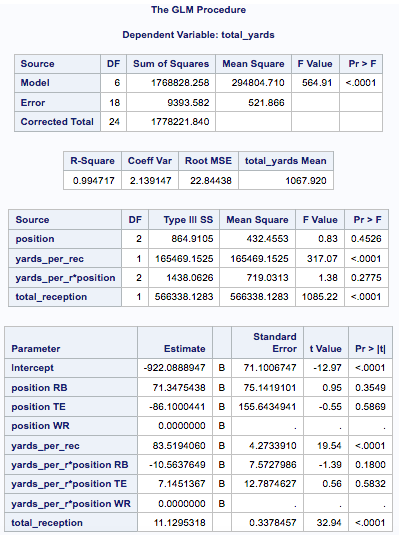 The GLM Procedure
Dependent Variable: total_yards
Source DF Sum of Squares Mean Square F Value Pr > F
Model 6 1768828.258 294804.710 564.91 <.0001
Error 18 9393.582 521.866
Corrected Total 24 1778221.840
R-Square Coeff Var Root MSE total_yards Mean
0.994717 2.139147 22.84438 1067.920
Source DF Type III SS Mean Square F Value Pr > F
position 2 864.9105 432.4553 0.83 0.4526
yards_per_rec 1 165469.1525 165469.1525 317.07 <.0001
yards_per_r*position 2 1438.0626 719.0313 1.38 0.2775
total_reception 1 566338.1283 566338.1283 1085.22 <.0001
Standard
Parameter Estimate Error t Value Pr > |t|
Intercept -922.0888947 B 71.1006747 -12.97 <.0001
position RB 71.3475438 B 75.1419101 0.95 0.3549
position TE -86.1000441 B 155.6434941 -0.55 0.5869
position WR 0.0000000 B . . .
yards_per_rec 83.5194060 B 4.2733910 19.54 <.0001
yards_per_r*position RB -10.5637649 B 7.5727986 -1.39 0.1800
yards_per_r*position TE 7.1451367 B 12.7874627 0.56 0.5832
yards_per_r*position WR 0.0000000 B . . .
total_reception 11.1295318 0.3378457 32.94 <.0001